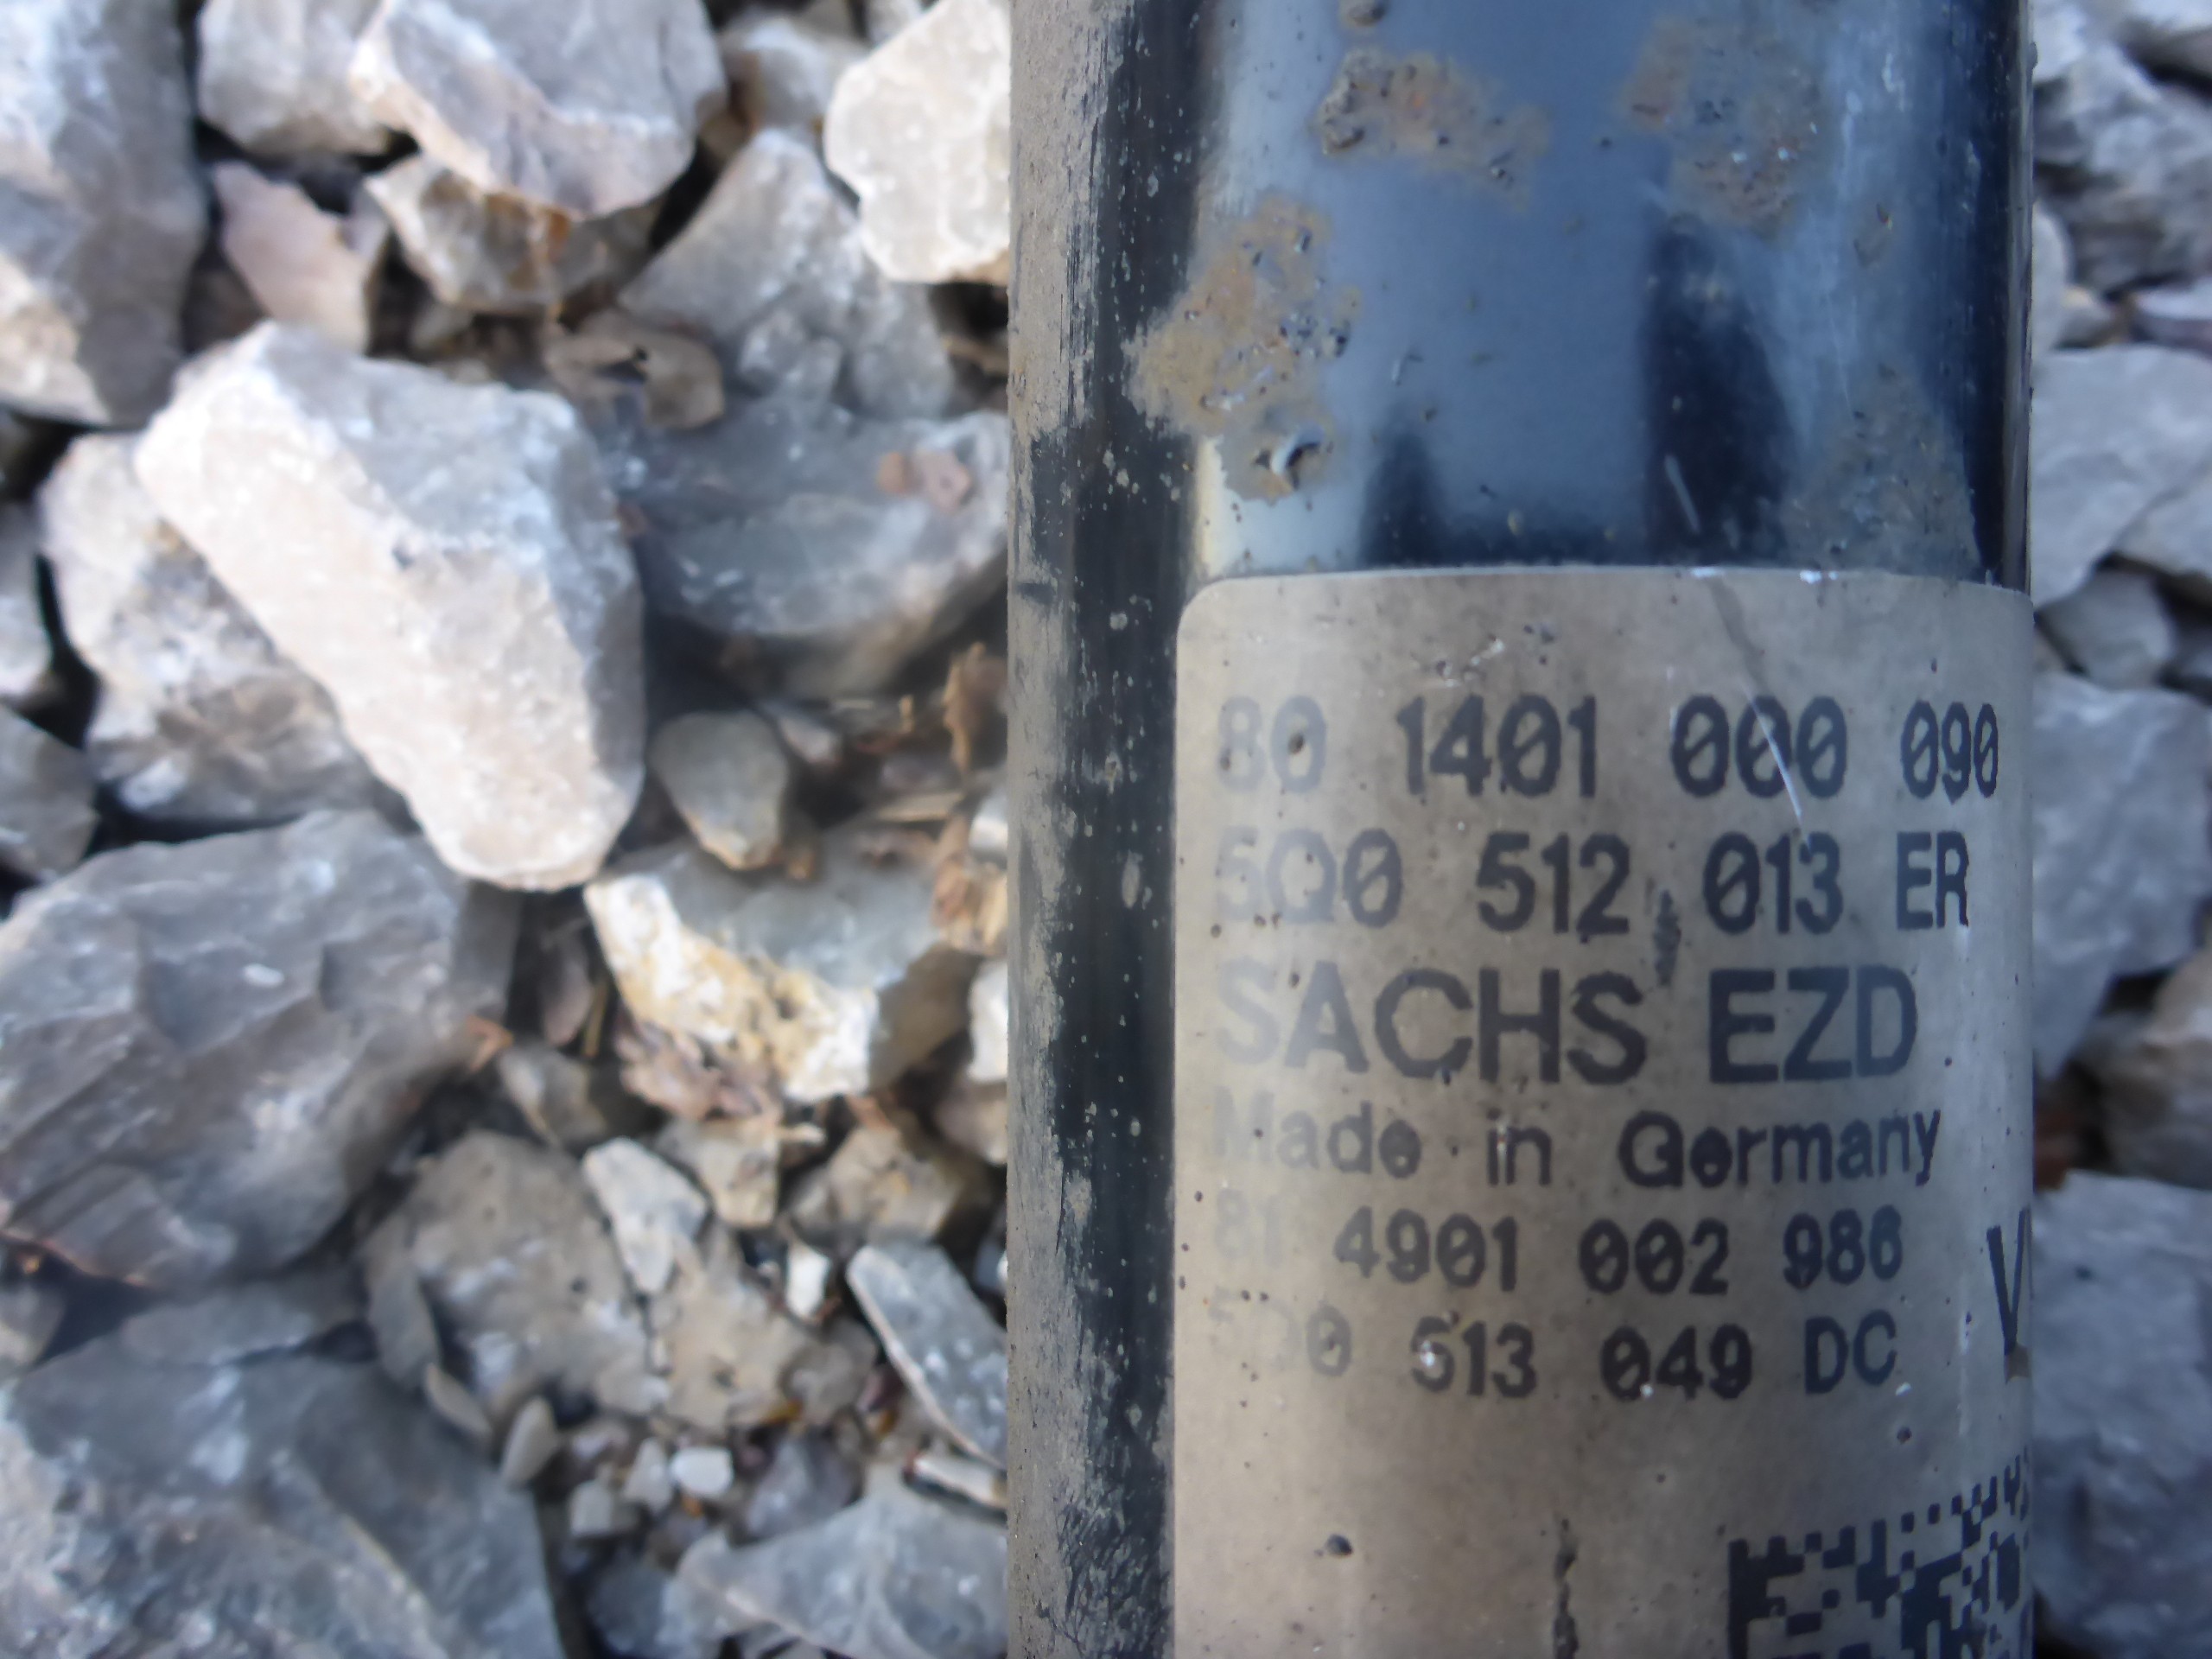 80 1401 000 090
5Q0 512 013 ER
SACHS EZD
Made in Germany
81 4901 002 986
5Q0 513 049 DC
V